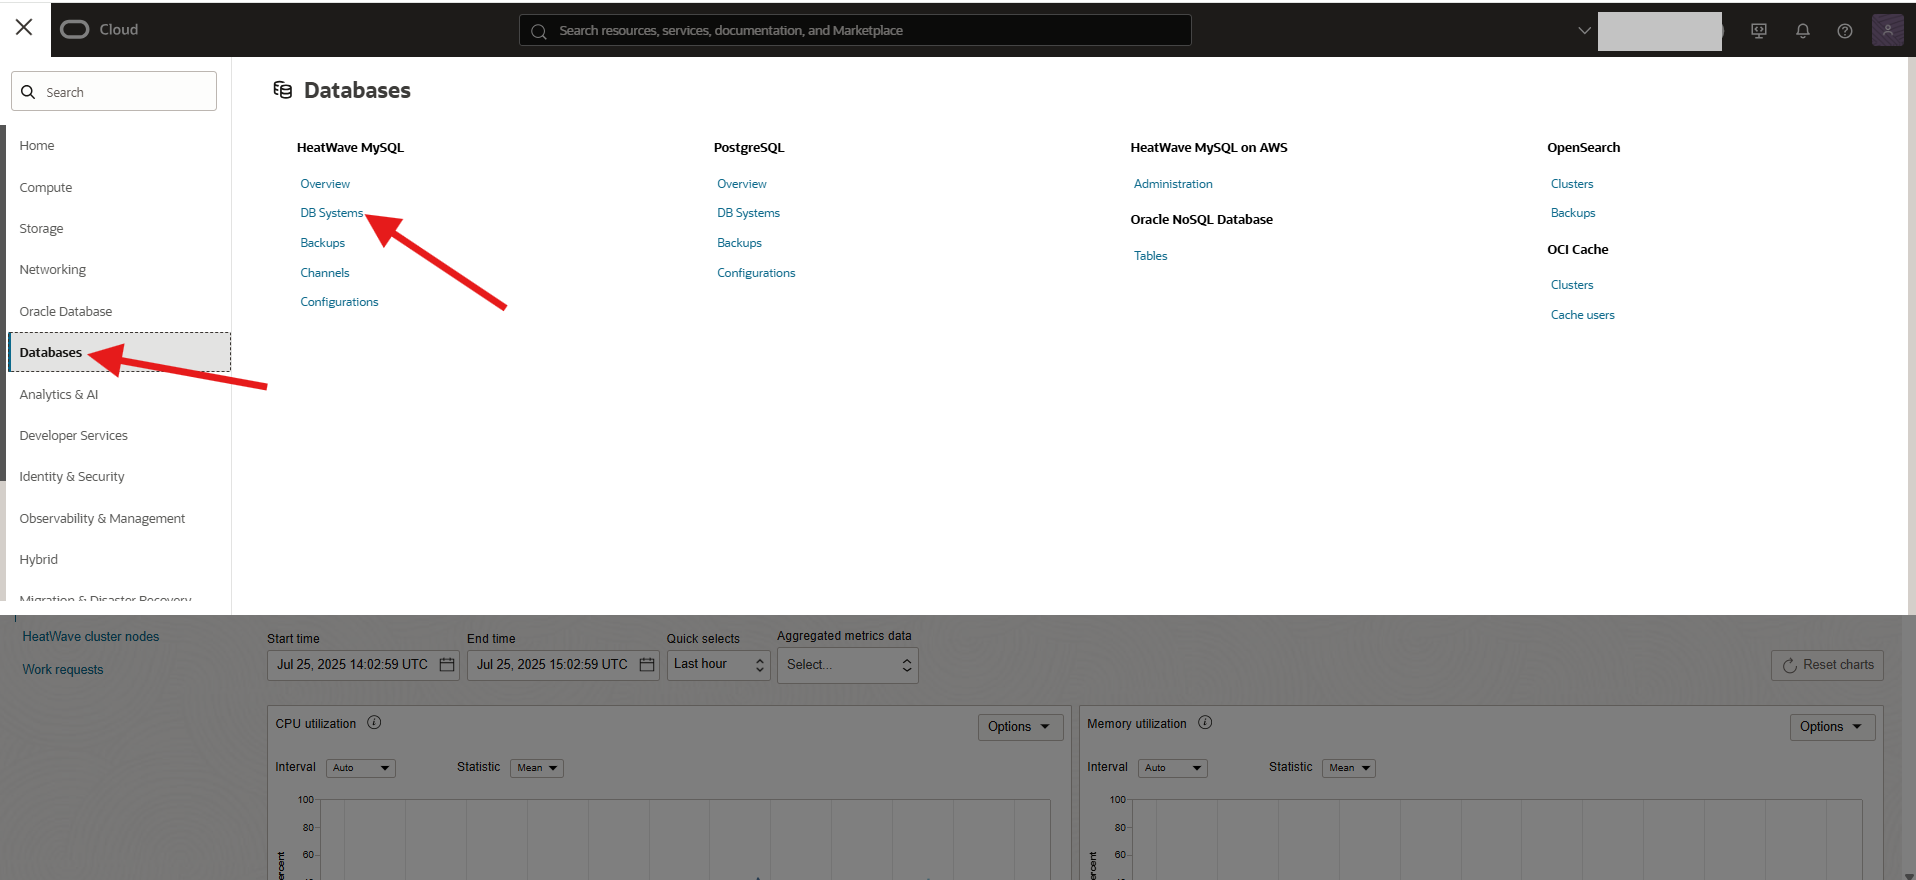 Cloud
Search resources, services, documentation, and Marketplace
Search
Home
Compute
Storage
Networking
Oracle Database
Databases
Analytics & AI
Developer Services
Identity & Security
Observability & Management
Hybrid
Migration & Disaster Recovery
Databases
HeatWave MySQL
Overview
DB Systems
Backups
Channels
Configurations
PostgreSQL
Overview
DB Systems
Backups
Configurations
HeatWave MySQL on AWS
Administration
Oracle NoSQL Database
Tables
OpenSearch
Clusters
Backups
OCI Cache
Clusters
Cache users
HeatWave cluster nodes
Work requests
Start time
Jul 25, 2025 14:02:59 UTC
End time
Jul 25, 2025 15:02:59 UTC
Quick selects
Last hour
Aggregated metrics data
Select...
Reset charts
CPU utilization
Options
Interval Auto Statistic Mean
100
80
60
Memory utilization
Options
Interval Auto Statistic Mean
100
80
60